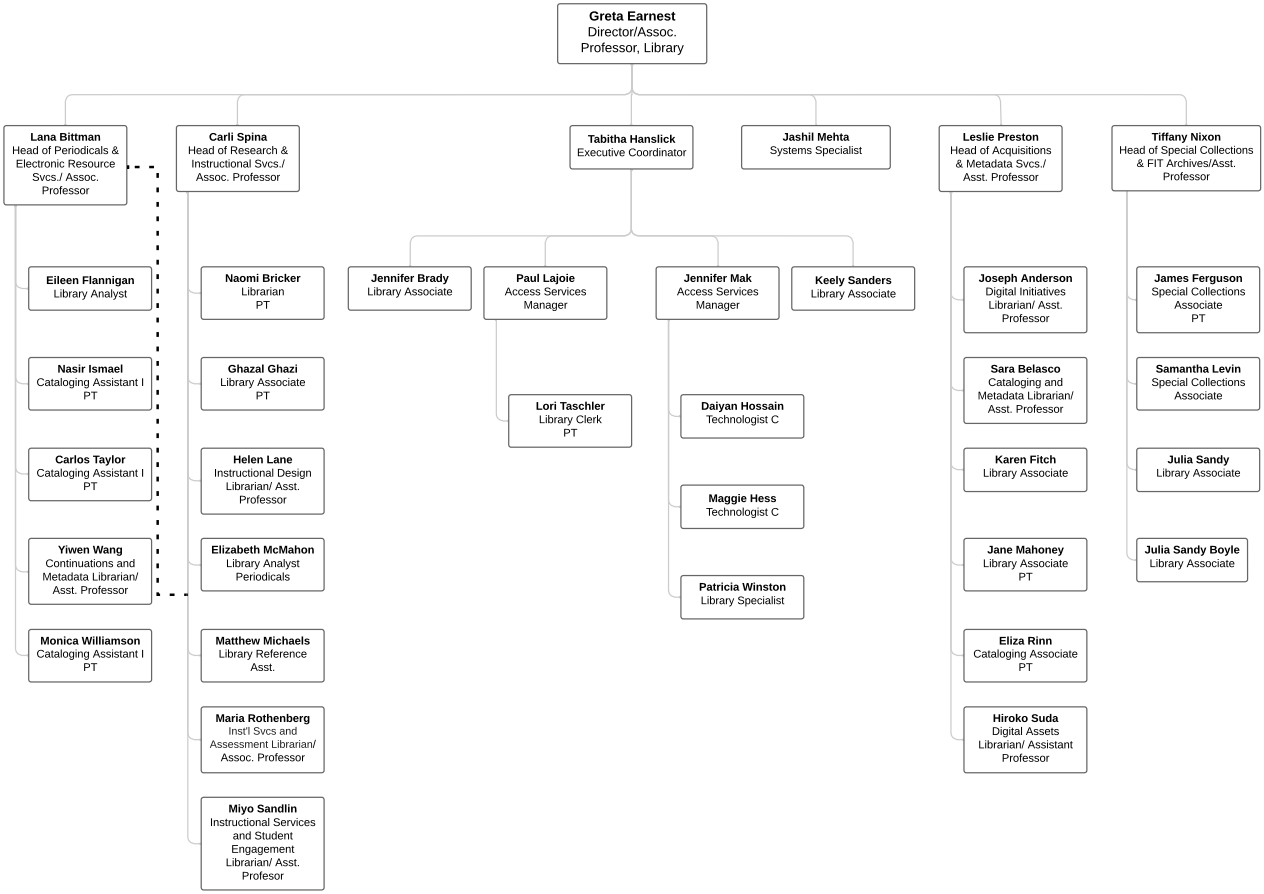 Greta Earnest
Director/Assoc.
Professor, Library
Lana Bittman
Head of Periodicals &
Electronic Resource
Svcs./ Assoc.
Professor
Carli Spina
Head of Research &
Instructional Svcs./
Assoc. Professor
Tabitha Hanslick
Executive Coordinator
Jashil Mehta
Systems Specialist
Leslie Preston
Head of Acquisitions
& Metadata Svcs./
Asst. Professor
Tiffany Nixon
Head of Special Collections
& FIT Archives/Asst.
Professor
Eileen Flannigan
Library Analyst
Nasir Ismael
Cataloging Assistant I
PT
Carlos Taylor
Cataloging Assistant I
PT
Yiwen Wang
Continuations and
Metadata Librarian/
Asst. Professor
Monica Williamson
Cataloging Assistant I
PT
Naomi Bricker
Librarian
PT
Ghazal Ghazi
Library Associate
PT
Helen Lane
Instructional Design
Librarian/ Asst.
Professor
Elizabeth McMahon
Library Analyst
Periodicals
Matthew Michaels
Library Reference
Asst.
Maria Rothenberg
Inst'l Svcs and
Assessment Librarian/
Assoc. Professor
Miyo Sandlin
Instructional Services
and Student
Engagement
Librarian/ Asst.
Profesor
Jennifer Brady
Library Associate
Paul Lajoie
Access Services
Manager
Lori Taschler
Library Clerk
PT
Jennifer Mak
Access Services
Manager
Daiyan Hossain
Technologist C
Maggie Hess
Technologist C
Patricia Winston
Library Specialist
Keely Sanders
Library Associate
Joseph Anderson
Digital Initiatives
Librarian/ Asst.
Professor
Sara Belasco
Cataloging and
Metadata Librarian/
Asst. Professor
Karen Fitch
Library Associate
Jane Mahoney
Library Associate
PT
Eliza Rinn
Cataloging Associate
PT
Hiroko Suda
Digital Assets
Librarian/ Assistant
Professor
James Ferguson
Special Collections
Associate
PT
Samantha Levin
Special Collections
Associate
Julia Sandy
Library Associate
Julia Sandy Boyle
Library Associate